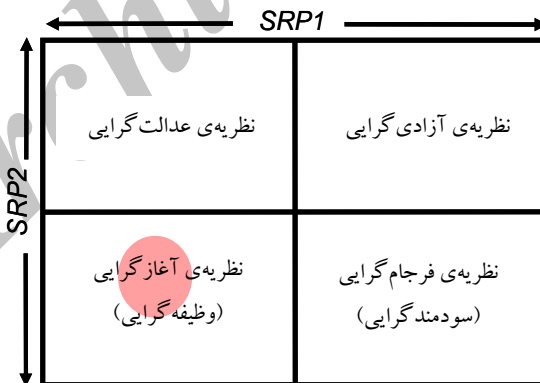 SRP1
SRP2
نظریه‌ی آزادی‌گرایی
نظریه‌ی عدالت‌گرایی
نظریه‌ی فرجام‌گرایی
(سودمندگرایی)
نظریه‌ی آغازگرایی
(وظیفه‌گرایی)